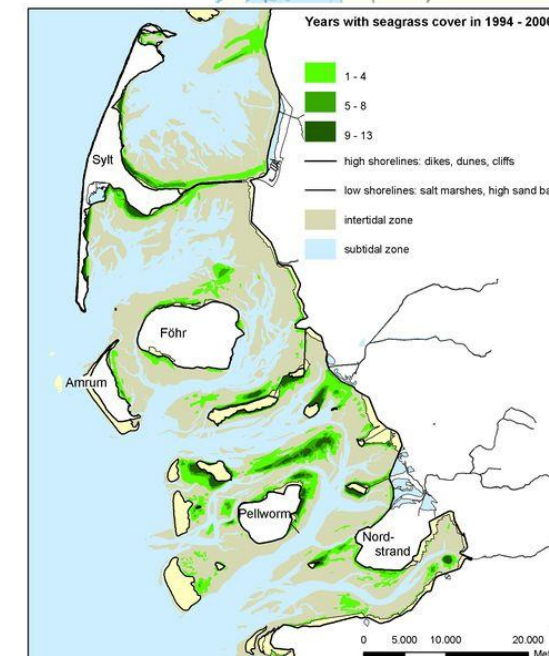 Years with seagrass cover in 1994 - 2006
1 - 4
5 - 8
9 - 13
high shorelines: dikes, dunes, cliffs
low shorelines: salt marshes, high sand ba
intertidal zone
subtidal zone
Sylt
Föhr
Amrum
Pellworm
Nord-
strand
0 5.000 10.000 20.000
Met